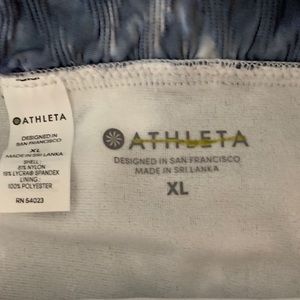 ATHLETA
DESIGNED IN
SAN FRANCISCO
XL
MADE IN SRI LANKA
SHELL:
81% NYLON
19% LYCRA® SPANDEX
LINING:
100% POLYESTER
RN 54023
ATHLETA
DESIGNED IN SAN FRANCISCO
MADE IN SRI LANKA
XL